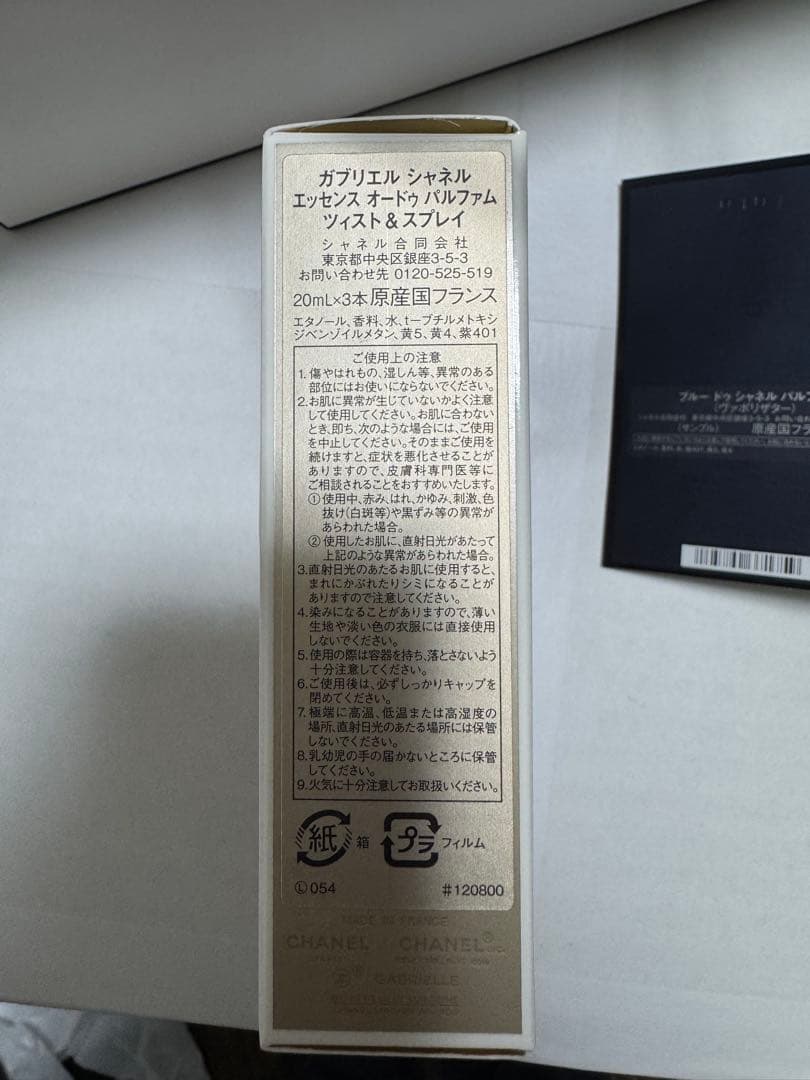 ガブリエル シャネル
エッセンス オードゥ パルファム
ツィスト＆スプレイ
シャネル合同会社
東京都中央区銀座3-5-3
お問い合わせ先 0120-525-519
20mL×3本 原産国フランス
エタノール、香料、水、t-ブチルメトキシ
ジベンゾイルメタン、黄5、黄4、紫401
ご使用上の注意
1. 傷やはれもの、湿しん等、異常のある
部位にはお使いにならないでください。
2. お肌に異常が生じていないかよく注意
して使用してください。お肌に合わない
とき、即ち、次のような場合には、ご使用
を中止してください。そのままご使用を
続けますと、症状を悪化させることが
ありますので、皮膚科専門医等に
ご相談されることをおすすめいたします。
① 使用中、赤み、はれ、かゆみ、刺激、色
抜け(白斑等)や黒ずみ等の異常が
あらわれた場合。
② 使用したお肌に、直射日光があたって
上記のような異常があらわれた場合。
3. 直射日光のあたるお肌に使用すると、
まれにかぶれたりシミになることが
ありますので注意してください。
4. 染みになることがありますので、薄い
生地や淡い色の衣服には直接使用
しないでください。
5. 使用の際は容器を持ち、落とさないよう
十分注意してください。
6. ご使用後は、必ずしっかりキャップを
閉めてください。
7. 極端に高温、低温または高湿度の
場所、直射日光のあたる場所には保管
しないでください。
8. 乳幼児の手の届かないところに保管
してください。
9. 火気に十分注意してお取扱いください。
紙 箱 プラ フィルム
Ⓛ054 #120800
MADE IN FRANCE
CHANEL CHANEL®
GABRIELLE
ブルー ドゥ シャネル パルフ
(ヴァポリザター)
(サンプル) 原産国フラ